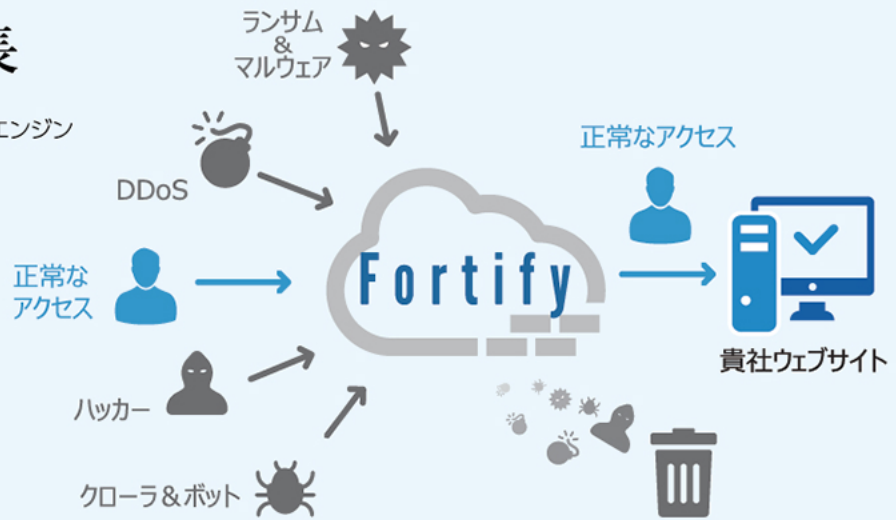 長
エンジン
ランサム
&
マルウェア
DDoS
正常なアクセス
正常な
アクセス
Fortify
貴社ウェブサイト
ハッカー
クローラ&ボット